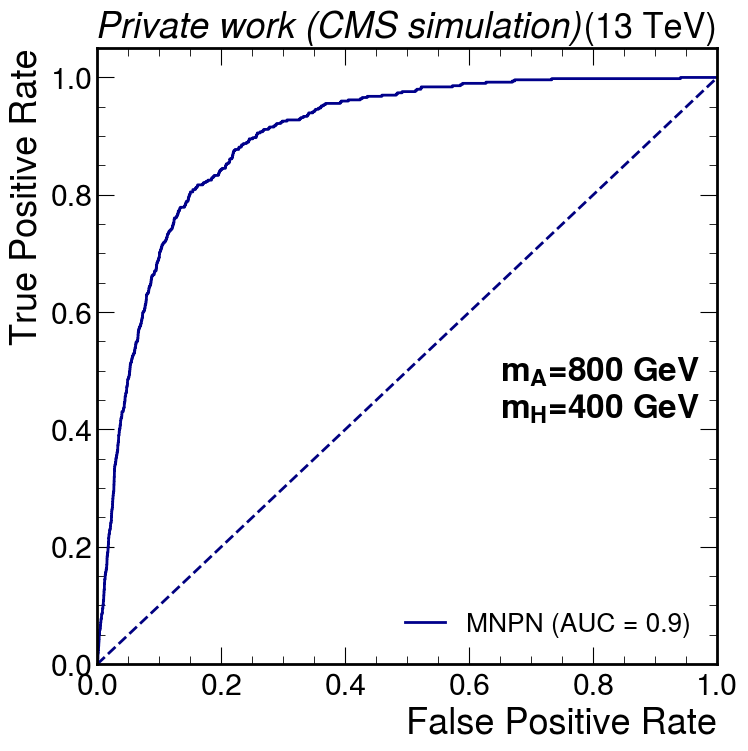 Private work (CMS simulation)(13 TeV)
True Positive Rate
1.0
0.8
0.6
0.4
0.2
0.0
m_A=800 GeV
m_H=400 GeV
MNPN (AUC = 0.9)
0.0 0.2 0.4 0.6 0.8 1.0
False Positive Rate